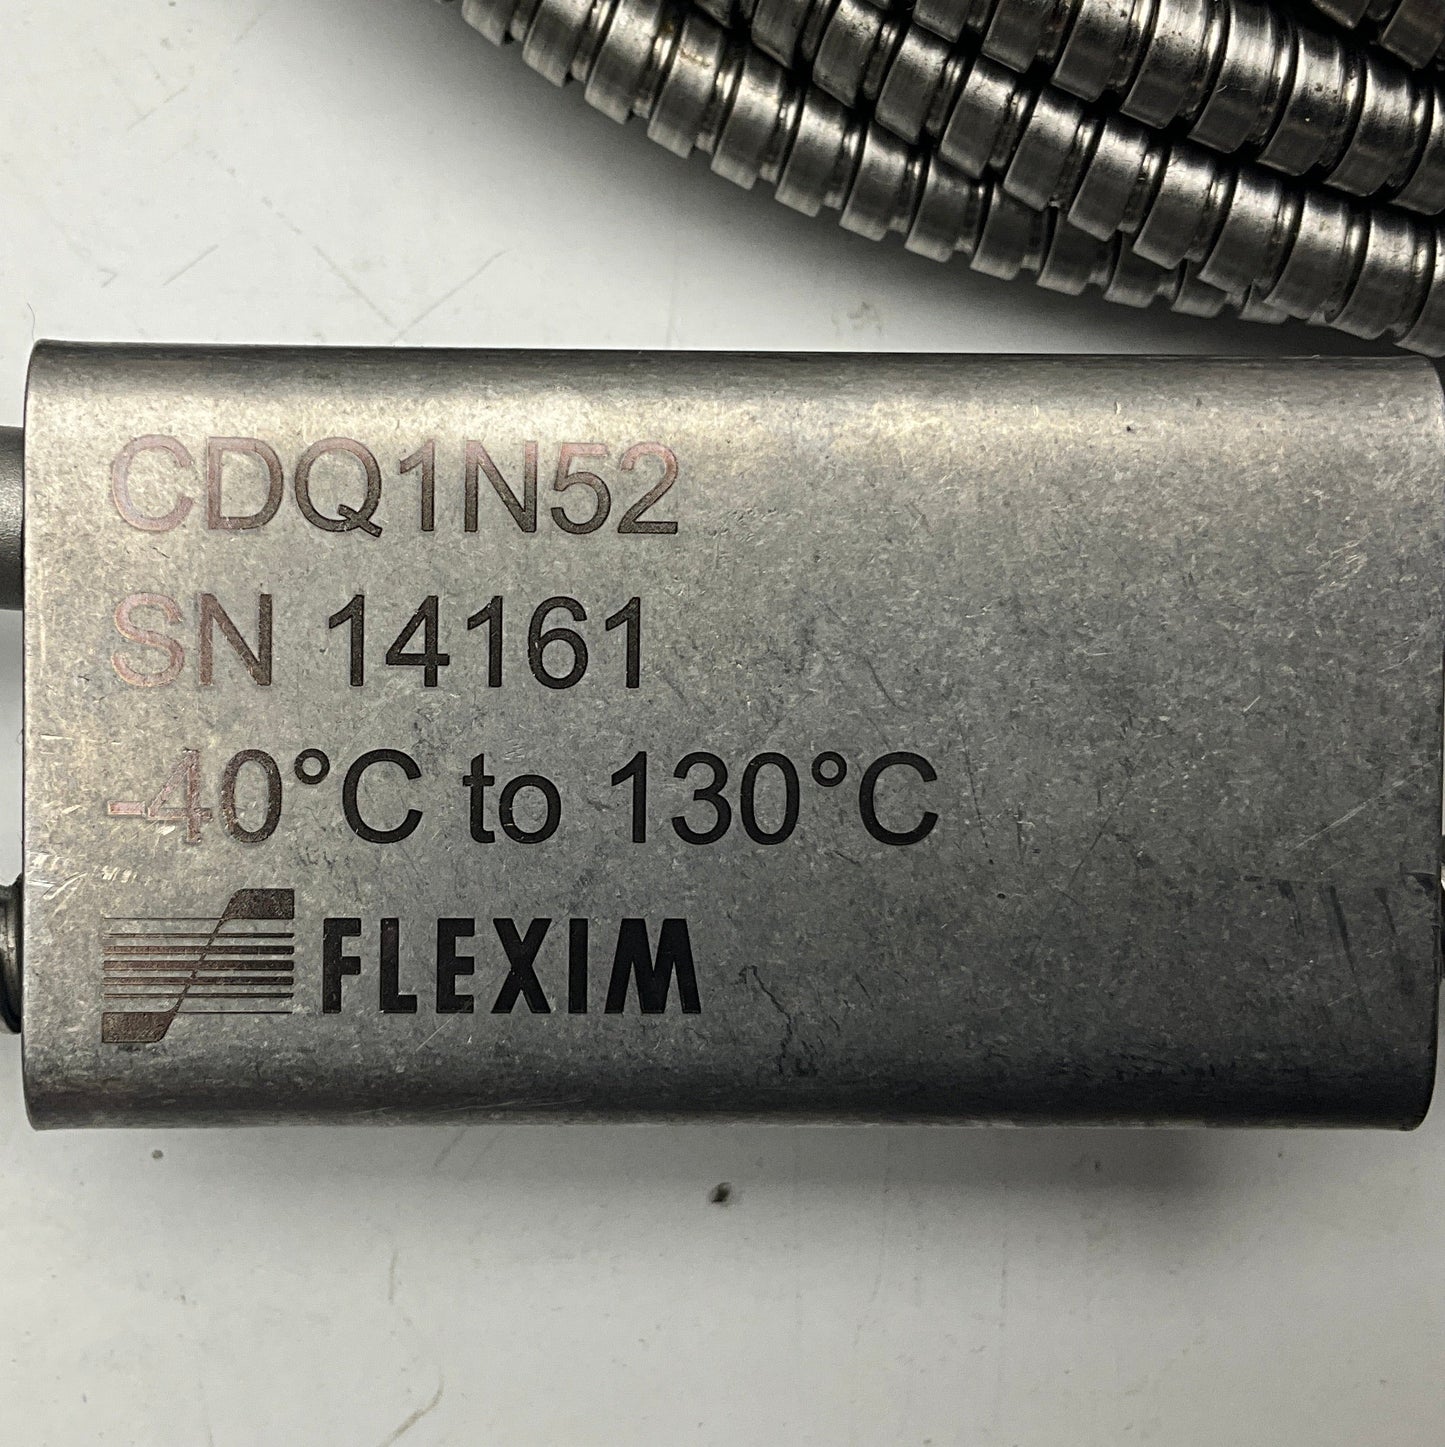 CDQ1N52
SN 14161
-40°C to 130°C
FLEXIM